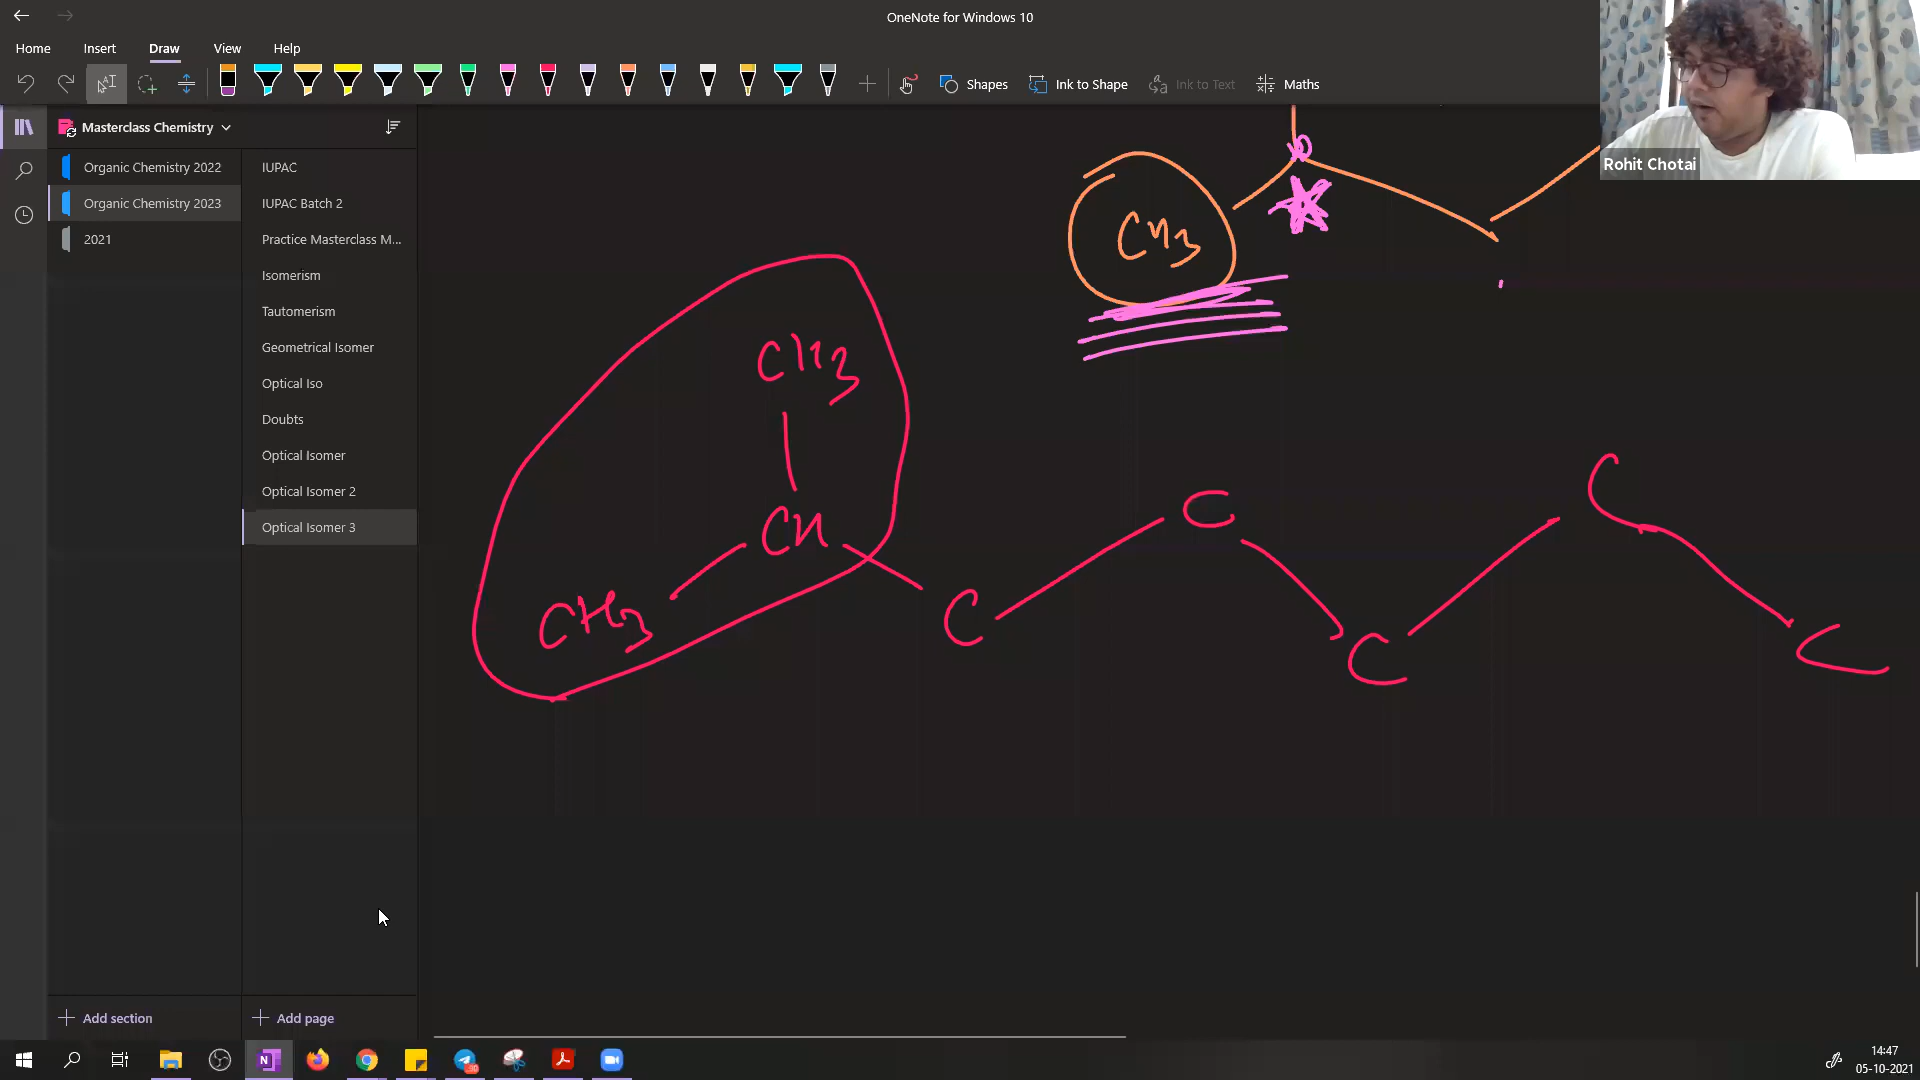 OneNote for Windows 10
Home Insert Draw View Help
Shapes Ink to Shape Ink to Text Maths
Masterclass Chemistry
Organic Chemistry 2022
Organic Chemistry 2023
2021
IUPAC
IUPAC Batch 2
Practice Masterclass M...
Isomerism
Tautomerism
Geometrical Isomer
Optical Iso
Doubts
Optical Isomer
Optical Isomer 2
Optical Isomer 3
Rohit Chotai
CH3
CH3
CH
CH3
C
C
C
C
C
Add section
Add page
14:47
05-10-2021